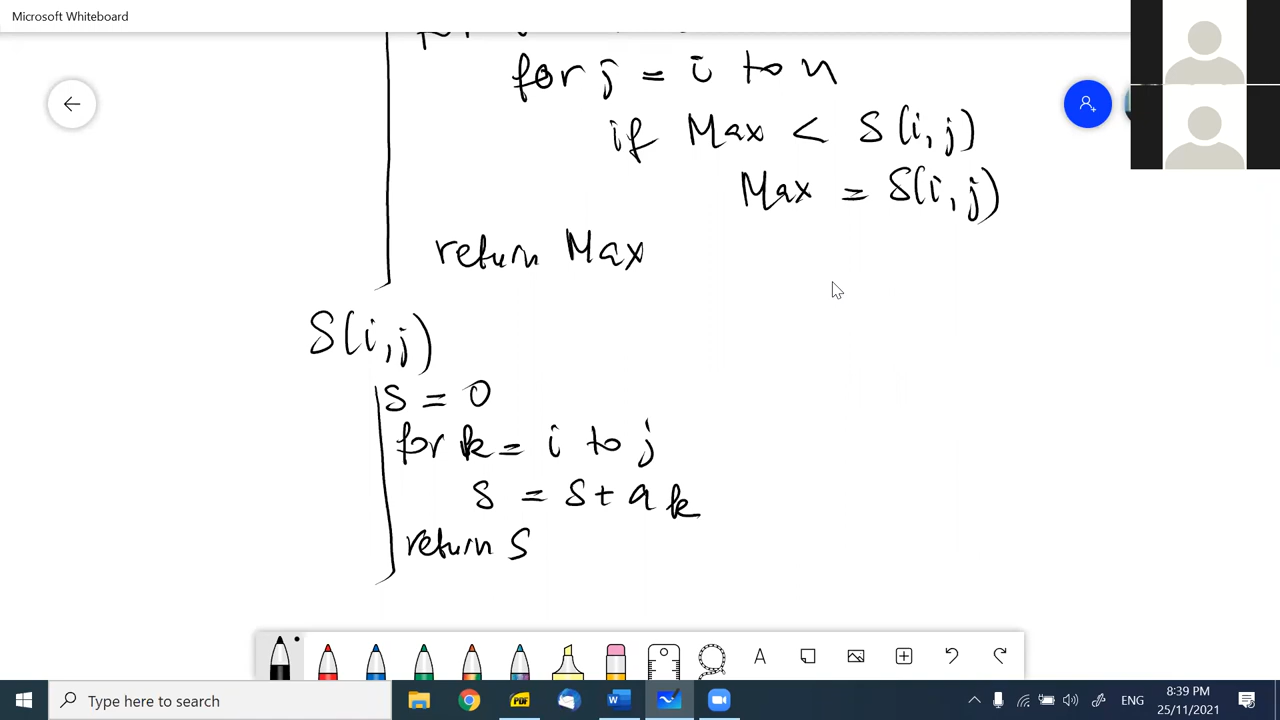 Microsoft Whiteboard
for j = i to n
if Max < S(i,j)
Max = S(i,j)
return Max
S(i,j)
s = 0
for k = i to j
s = s + a k
return s
A
Type here to search
PDF
ENG
8:39 PM
25/11/2021